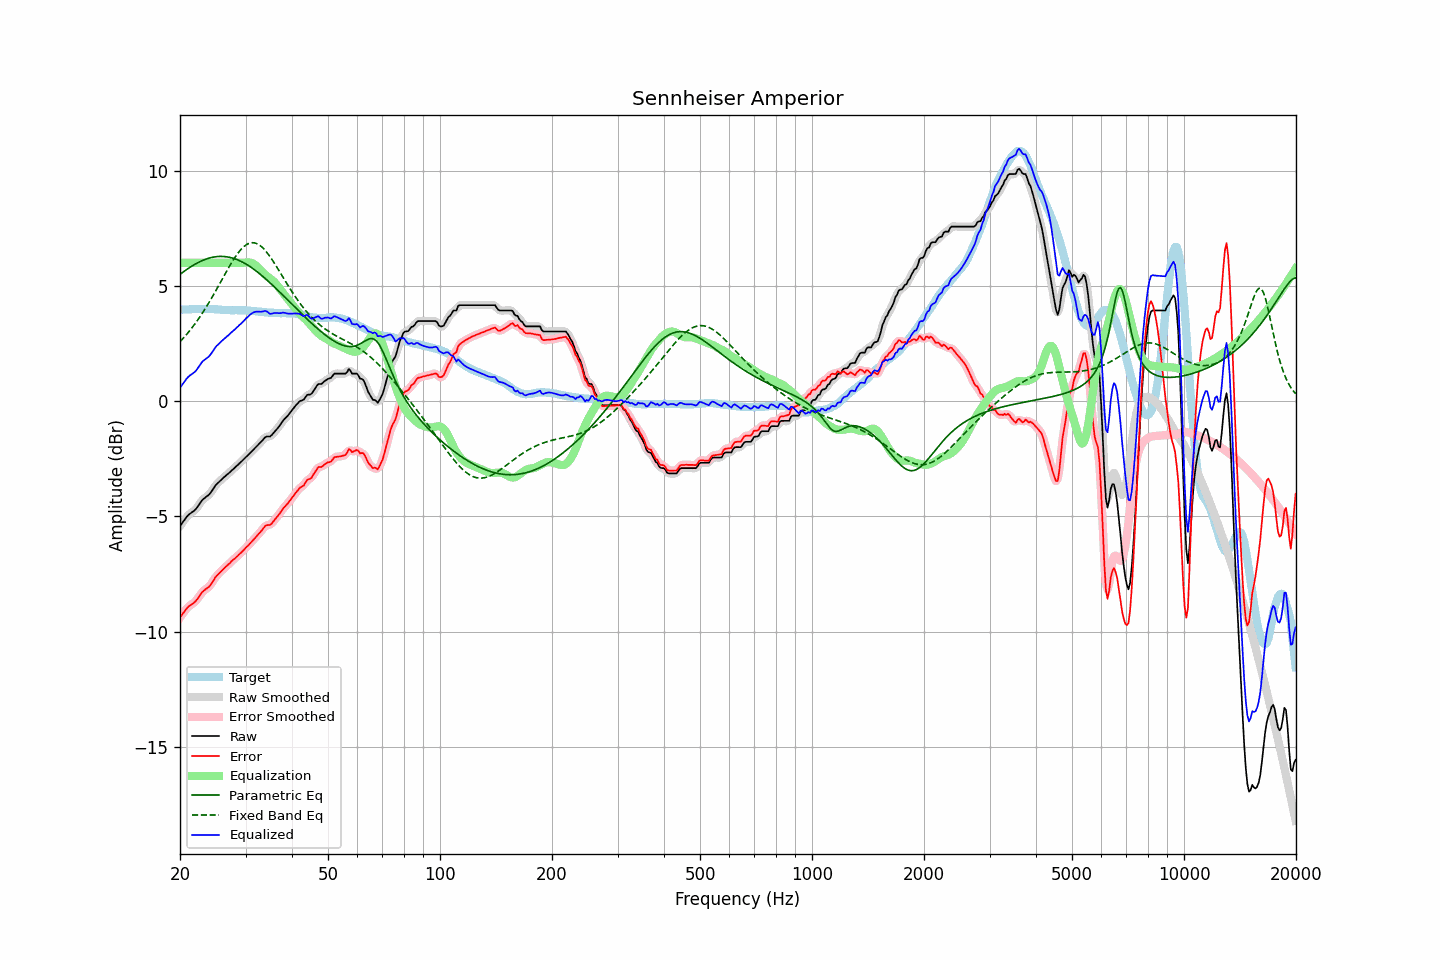 Sennheiser Amperior
10
5
0
−5
−10
−15
Amplitude (dBr)
Target
Raw Smoothed
Error Smoothed
Raw
Error
Equalization
Parametric Eq
Fixed Band Eq
Equalized
20 50 100 200 500 1000 2000 5000 10000 20000
Frequency (Hz)